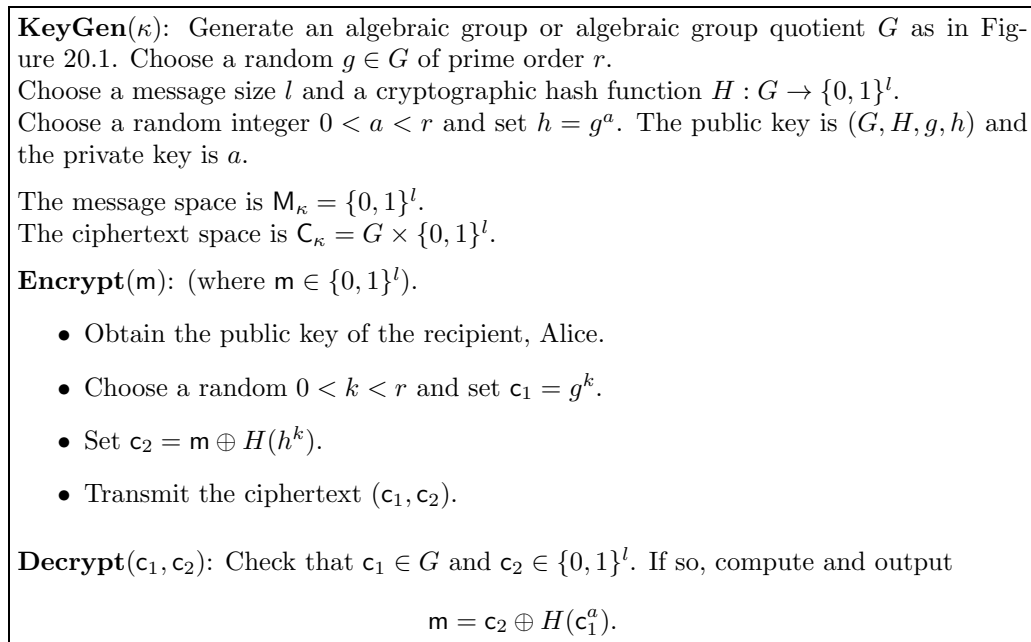 KeyGen(κ): Generate an algebraic group or algebraic group quotient G as in Fig-
ure 20.1. Choose a random g ∈ G of prime order r.
Choose a message size l and a cryptographic hash function H : G → {0, 1}^l.
Choose a random integer 0 < a < r and set h = g^a. The public key is (G, H, g, h) and
the private key is a.
The message space is M_κ = {0, 1}^l.
The ciphertext space is C_κ = G × {0, 1}^l.
Encrypt(m): (where m ∈ {0, 1}^l).
• Obtain the public key of the recipient, Alice.
• Choose a random 0 < k < r and set c_1 = g^k.
• Set c_2 = m ⊕ H(h^k).
• Transmit the ciphertext (c_1, c_2).
Decrypt(c_1, c_2): Check that c_1 ∈ G and c_2 ∈ {0, 1}^l. If so, compute and output
m = c_2 ⊕ H(c_1^a).